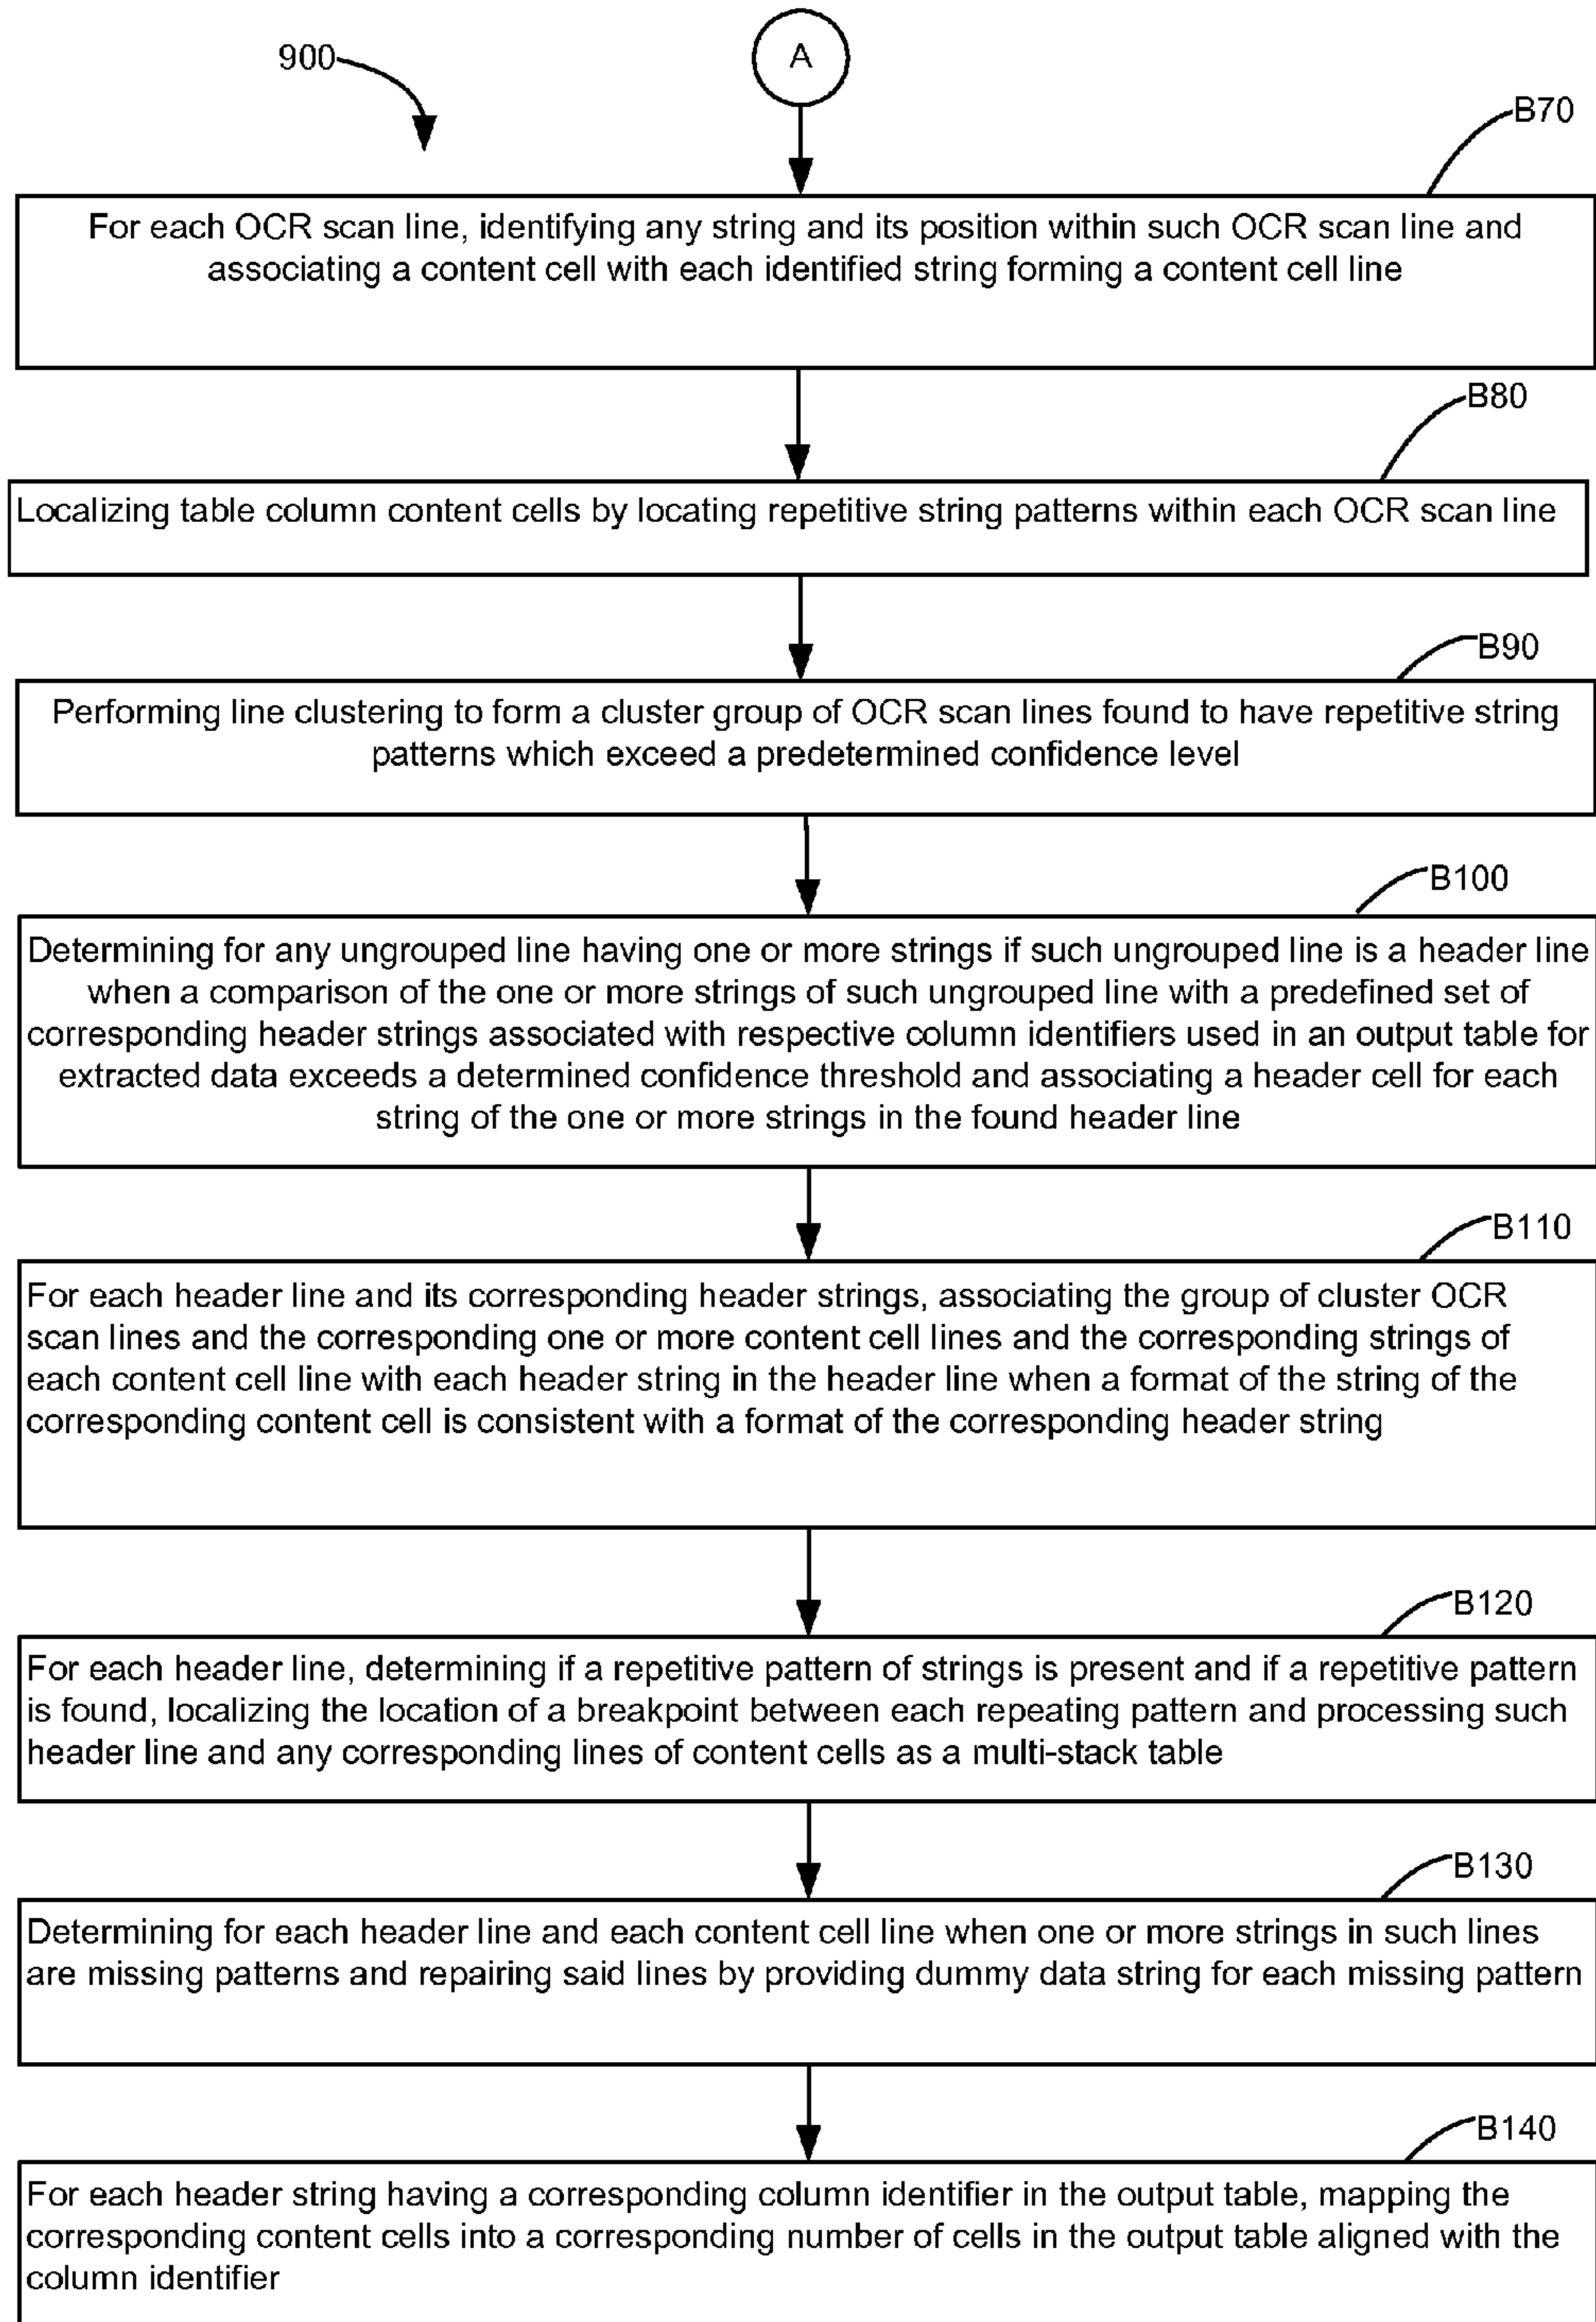 900
A
B70
For each OCR scan line, identifying any string and its position within such OCR scan line and
associating a content cell with each identified string forming a content cell line
B80
Localizing table column content cells by locating repetitive string patterns within each OCR scan line
B90
Performing line clustering to form a cluster group of OCR scan lines found to have repetitive string
patterns which exceed a predetermined confidence level
B100
Determining for any ungrouped line having one or more strings if such ungrouped line is a header line
when a comparison of the one or more strings of such ungrouped line with a predefined set of
corresponding header strings associated with respective column identifiers used in an output table for
extracted data exceeds a determined confidence threshold and associating a header cell for each
string of the one or more strings in the found header line
B110
For each header line and its corresponding header strings, associating the group of cluster OCR
scan lines and the corresponding one or more content cell lines and the corresponding strings of
each content cell line with each header string in the header line when a format of the string of the
corresponding content cell is consistent with a format of the corresponding header string
B120
For each header line, determining if a repetitive pattern of strings is present and if a repetitive pattern
is found, localizing the location of a breakpoint between each repeating pattern and processing such
header line and any corresponding lines of content cells as a multi-stack table
B130
Determining for each header line and each content cell line when one or more strings in such lines
are missing patterns and repairing said lines by providing dummy data string for each missing pattern
B140
For each header string having a corresponding column identifier in the output table, mapping the
corresponding content cells into a corresponding number of cells in the output table aligned with the
column identifier